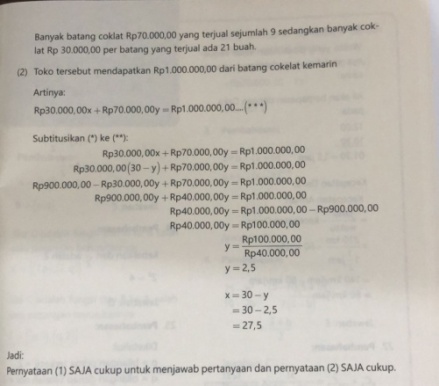 Banyak batang coklat Rp70.000,00 yang terjual sejumlah 9 sedangkan banyak cok-
lat Rp 30.000,00 per batang yang terjual ada 21 buah.
(2) Toko tersebut mendapatkan Rp1.000.000,00 dari batang cokelat kemarin
Artinya:
Rp30.000,00x + Rp70.000,00y = Rp1.000.000,00....(***)
Subtitusikan (*) ke (**):
Rp30.000,00x + Rp70.000,00y = Rp1.000.000,00
Rp30.000,00(30 − y) + Rp70.000,00y = Rp1.000.000,00
Rp900.000,00 − Rp30.000,00y + Rp70.000,00y = Rp1.000.000,00
Rp900.000,00y + Rp40.000,00y = Rp1.000.000,00
Rp40.000,00y = Rp1.000.000,00 − Rp900.000,00
Rp40.000,00y = Rp100.000,00
y = Rp100.000,00 / Rp40.000,00
y = 2,5
x = 30 − y
= 30 − 2,5
= 27,5
Jadi:
Pernyataan (1) SAJA cukup untuk menjawab pertanyaan dan pernyataan (2) SAJA cukup.